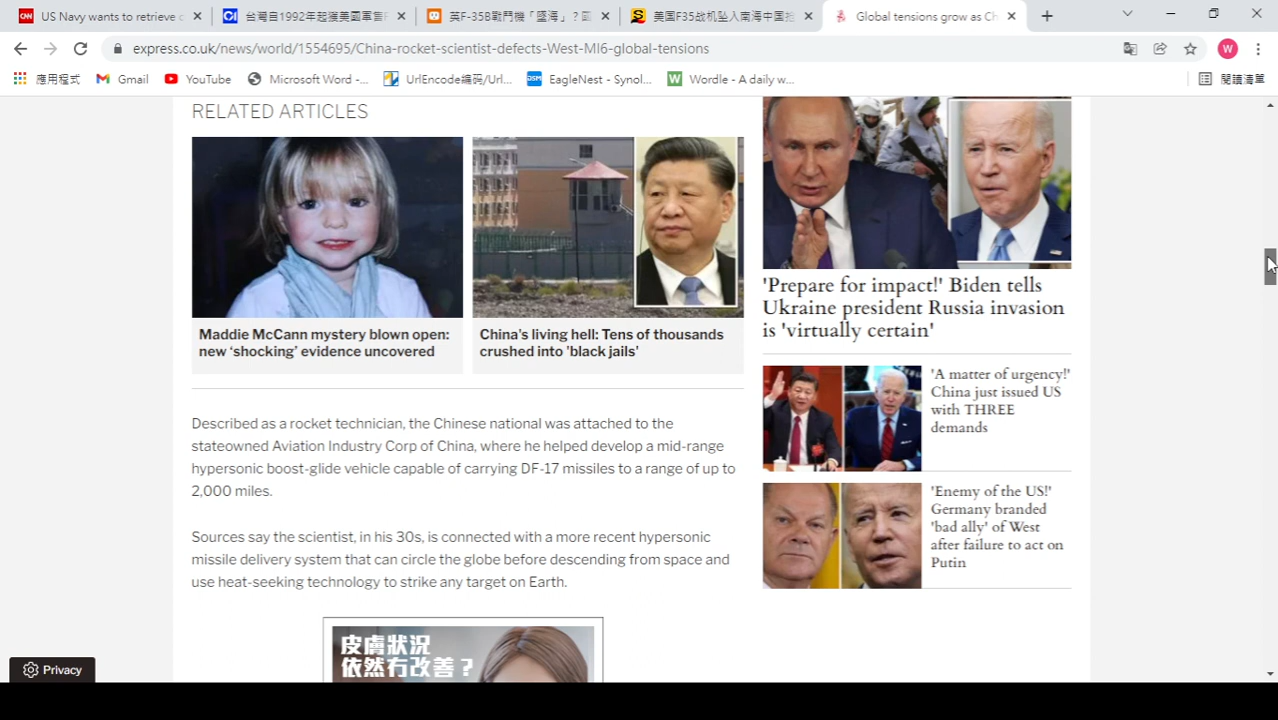 US Navy wants to retrieve
台灣自1992年起獲美國軍售
英F-35B戰鬥機「墜海」?
美国F35战机坠入南海中国
Global tensions grow as Ch
express.co.uk/news/world/1554695/China-rocket-scientist-defects-West-MI6-global-tensions
W
應用程式
Gmail
YouTube
Microsoft Word -...
UrlEncode編码/Url...
DSM
EagleNest - Synol...
W
Wordle - A daily w...
閱讀清單
RELATED ARTICLES
Maddie McCann mystery blown open:
new ‘shocking’ evidence uncovered
China's living hell: Tens of thousands
crushed into 'black jails'
Described as a rocket technician, the Chinese national was attached to the
stateowned Aviation Industry Corp of China, where he helped develop a mid-range
hypersonic boost-glide vehicle capable of carrying DF-17 missiles to a range of up to
2,000 miles.
Sources say the scientist, in his 30s, is connected with a more recent hypersonic
missile delivery system that can circle the globe before descending from space and
use heat-seeking technology to strike any target on Earth.
皮膚狀況
依然冇改善?
'Prepare for impact!' Biden tells
Ukraine president Russia invasion
is 'virtually certain'
'A matter of urgency!'
China just issued US
with THREE
demands
'Enemy of the US!'
Germany branded
'bad ally' of West
after failure to act on
Putin
Privacy